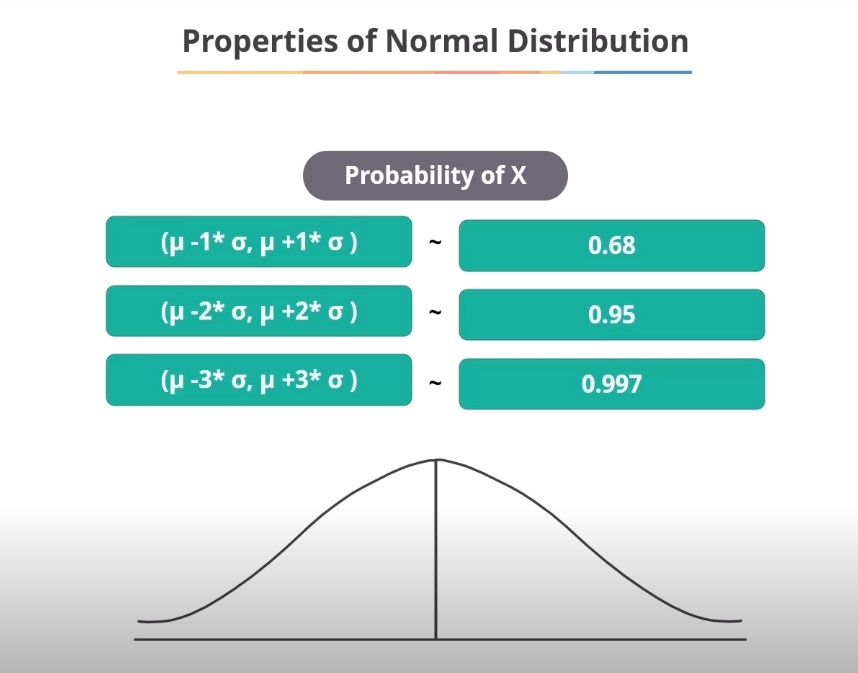 Properties of Normal Distribution
Probability of X
(μ -1* σ, μ +1* σ ) ~ 0.68
(μ -2* σ, μ +2* σ ) ~ 0.95
(μ -3* σ, μ +3* σ ) ~ 0.997